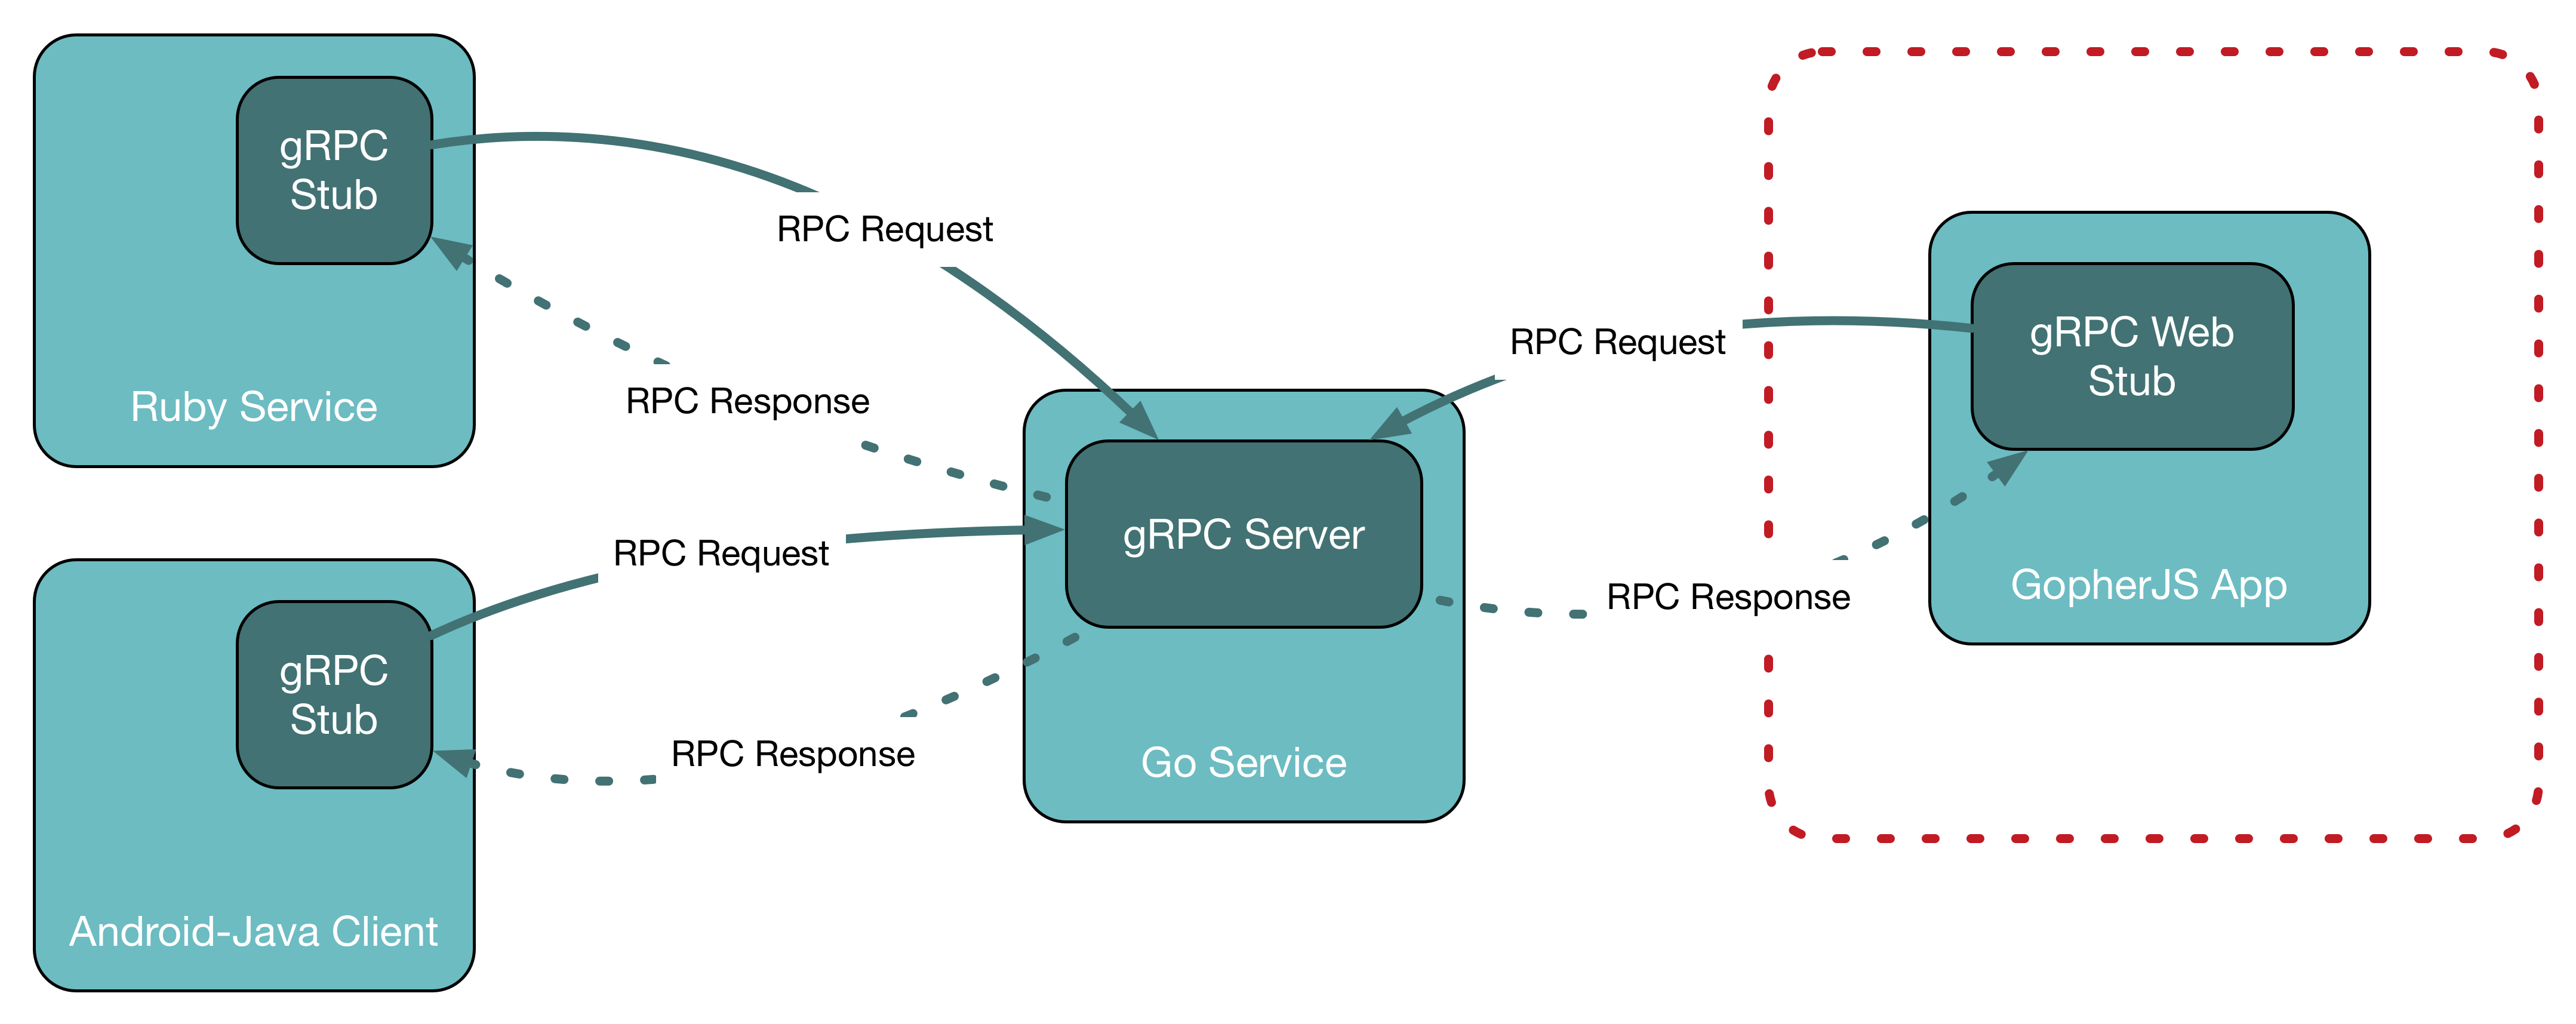 gRPC
Stub
Ruby Service
RPC Request
RPC Response
gRPC
Stub
Android-Java Client
RPC Request
RPC Response
gRPC Server
Go Service
RPC Request
RPC Response
gRPC Web
Stub
GopherJS App